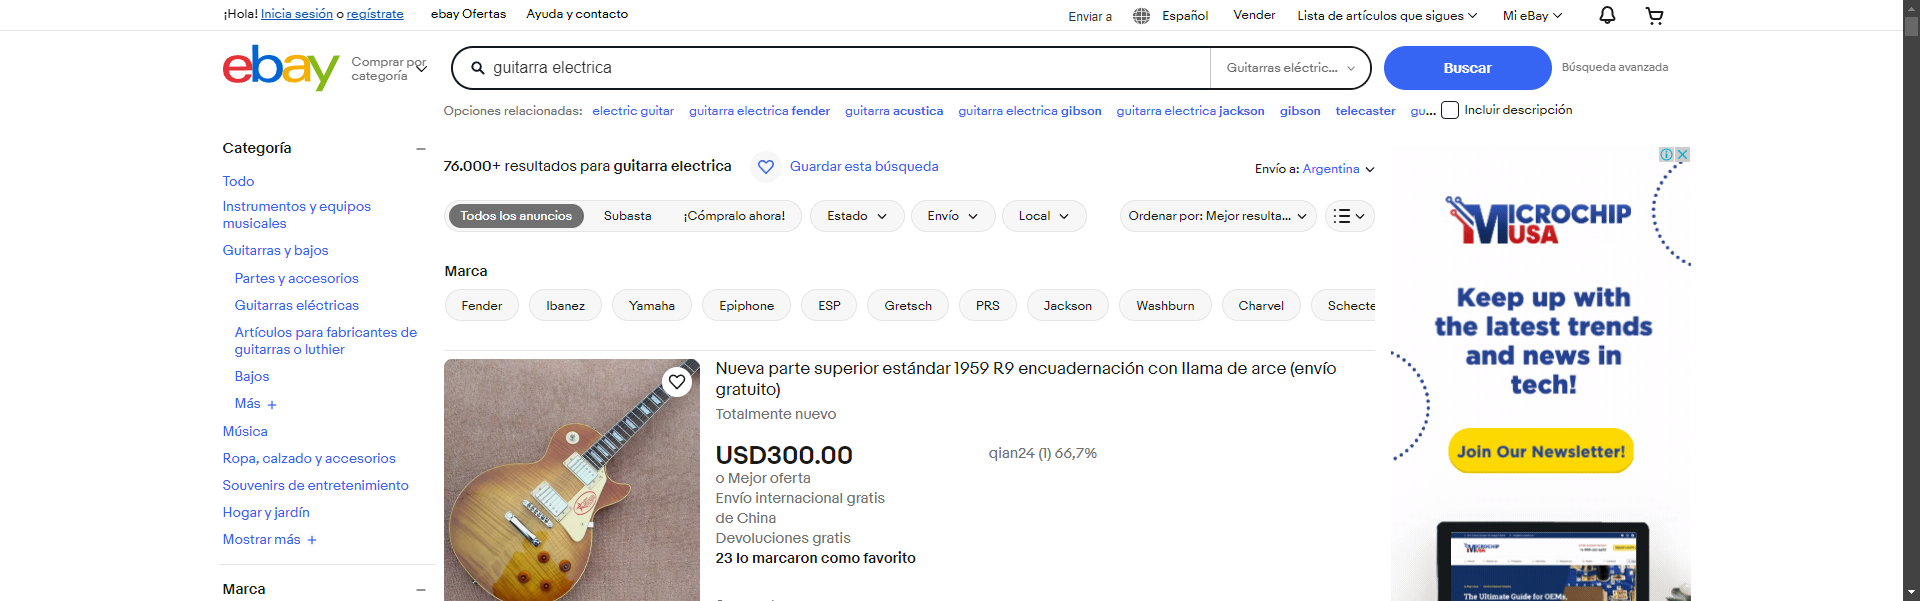 ¡Hola! Inicia sesión o regístrate
ebay Ofertas
Ayuda y contacto
Enviar a
Español
Vender
Lista de artículos que sigues
Mi eBay
ebay
Comprar por
categoría
guitarra electrica
Guitarras eléctric...
Buscar
Búsqueda avanzada
Opciones relacionadas: electric guitar guitarra electrica fender guitarra acustica guitarra electrica gibson guitarra electrica jackson gibson telecaster gu...
Incluir descripción
Categoría
Todo
Instrumentos y equipos
musicales
Guitarras y bajos
Partes y accesorios
Guitarras eléctricas
Artículos para fabricantes de
guitarras o luthier
Bajos
Más +
Música
Ropa, calzado y accesorios
Souvenirs de entretenimiento
Hogar y jardín
Mostrar más +
Marca
76.000+ resultados para guitarra electrica
Guardar esta búsqueda
Envío a: Argentina
Todos los anuncios
Subasta
¡Cómpralo ahora!
Estado
Envío
Local
Ordenar por: Mejor resulta...
Marca
Fender
Ibanez
Yamaha
Epiphone
ESP
Gretsch
PRS
Jackson
Washburn
Charvel
Schecte
Nueva parte superior estándar 1959 R9 encuadernación con llama de arce (envío
gratuito)
Totalmente nuevo
USD300.00
o Mejor oferta
Envío internacional gratis
de China
Devoluciones gratis
23 lo marcaron como favorito
qian24 (1) 66,7%
MICROCHIP
USA
Keep up with
the latest trends
and news in
tech!
Join Our Newsletter!
MICROCHIP
USA
The Ultimate Guide for OEMs